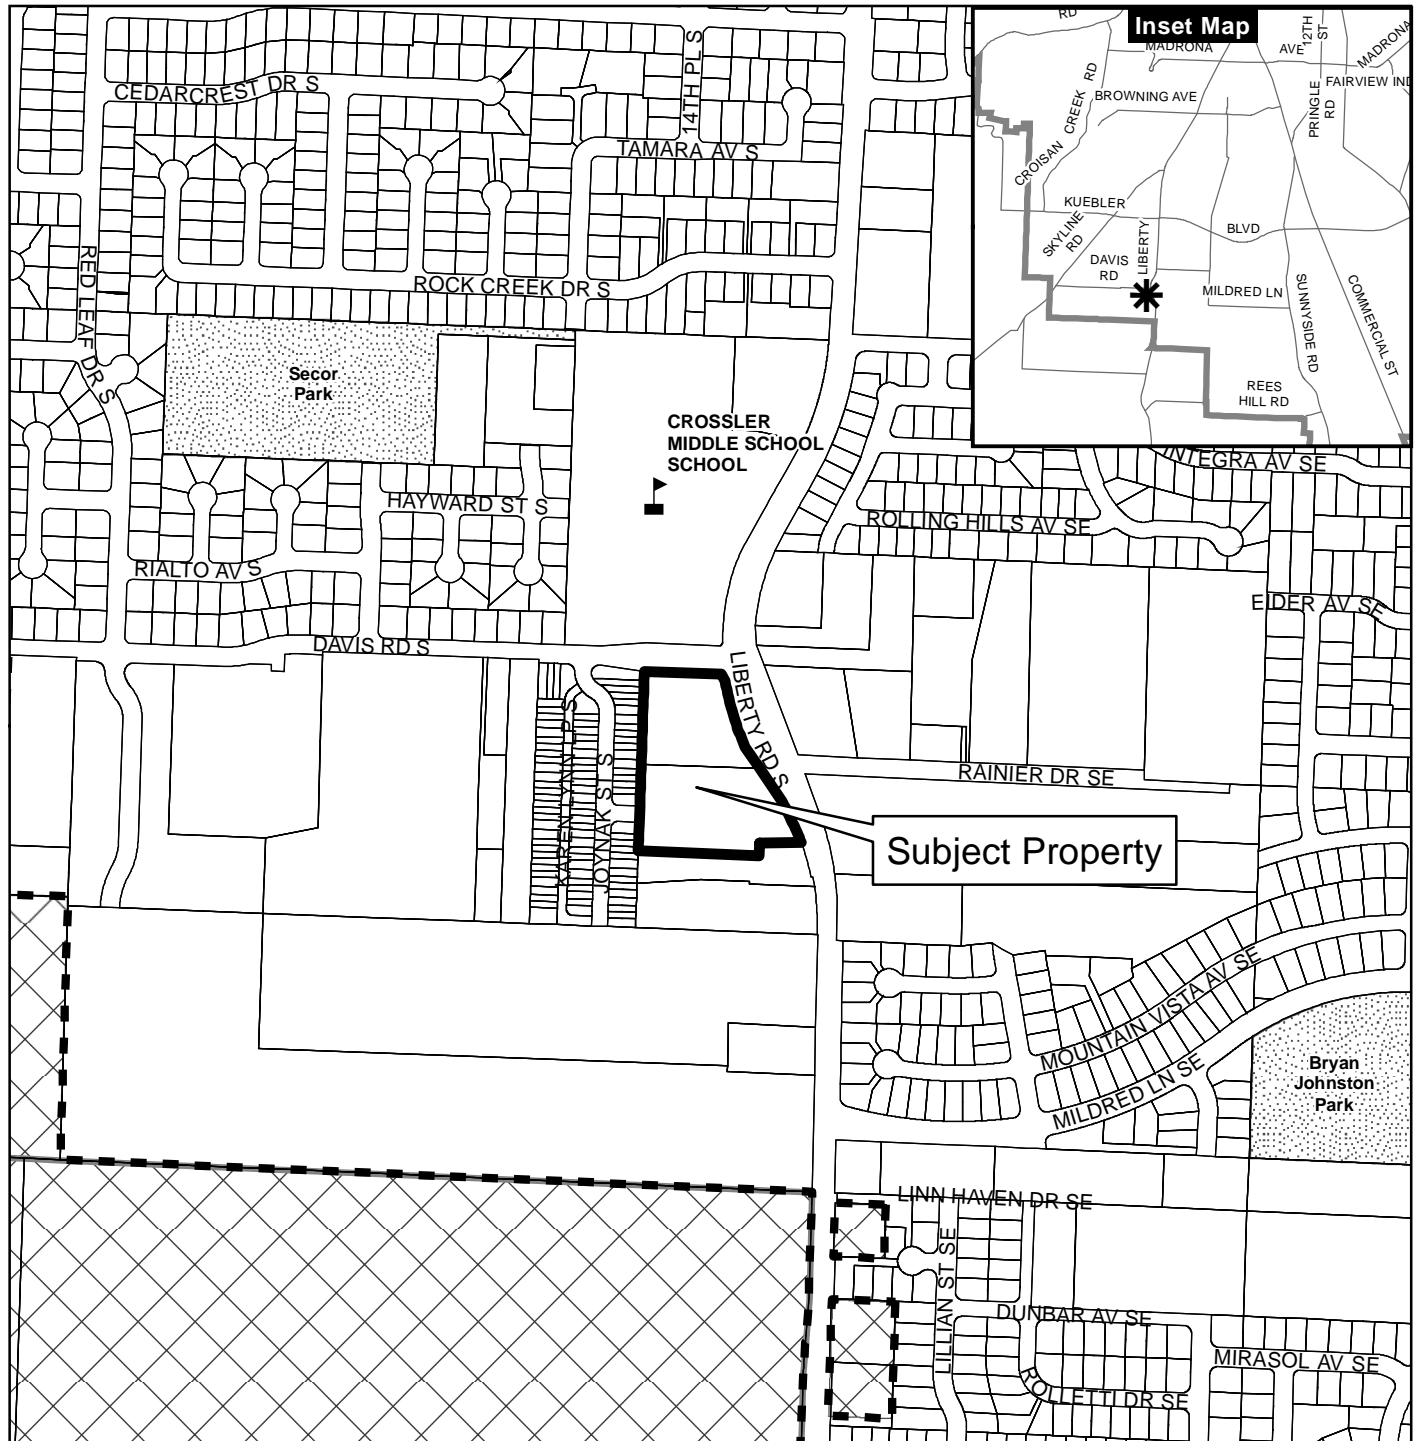 Inset Map
RD
MADRONA
AVE
12TH
ST
MADRONA
FAIRVIEW IND
BROWNING AVE
CREEK RD
CROISAN
PRINGLE
RD
KUEBLER
BLVD
SKYLINE
RD
LIBERTY
DAVIS
RD
MILDRED LN
SUNNYSIDE RD
COMMERCIAL ST
REES
HILL RD
CEDARCREST DR S
14TH PL S
TAMARA AV S
RED LEAF DR S
ROCK CREEK DR S
Secor
Park
CROSSLER
MIDDLE SCHOOL
SCHOOL
INTEGRA AV SE
HAYWARD ST S
ROLLING HILLS AV SE
RIALTO AV S
EIDER AV SE
DAVIS RD S
LIBERTY RD S
KAREN LYNN LP S
JOYNAK ST S
RAINIER DR SE
Subject Property
MOUNTAIN VISTA AV SE
MILDRED LN SE
Bryan
Johnston
Park
LINN HAVEN DR SE
LILLIAN ST SE
DUNBAR AV SE
MIRASOL AV SE
ROLLETTI DR SE